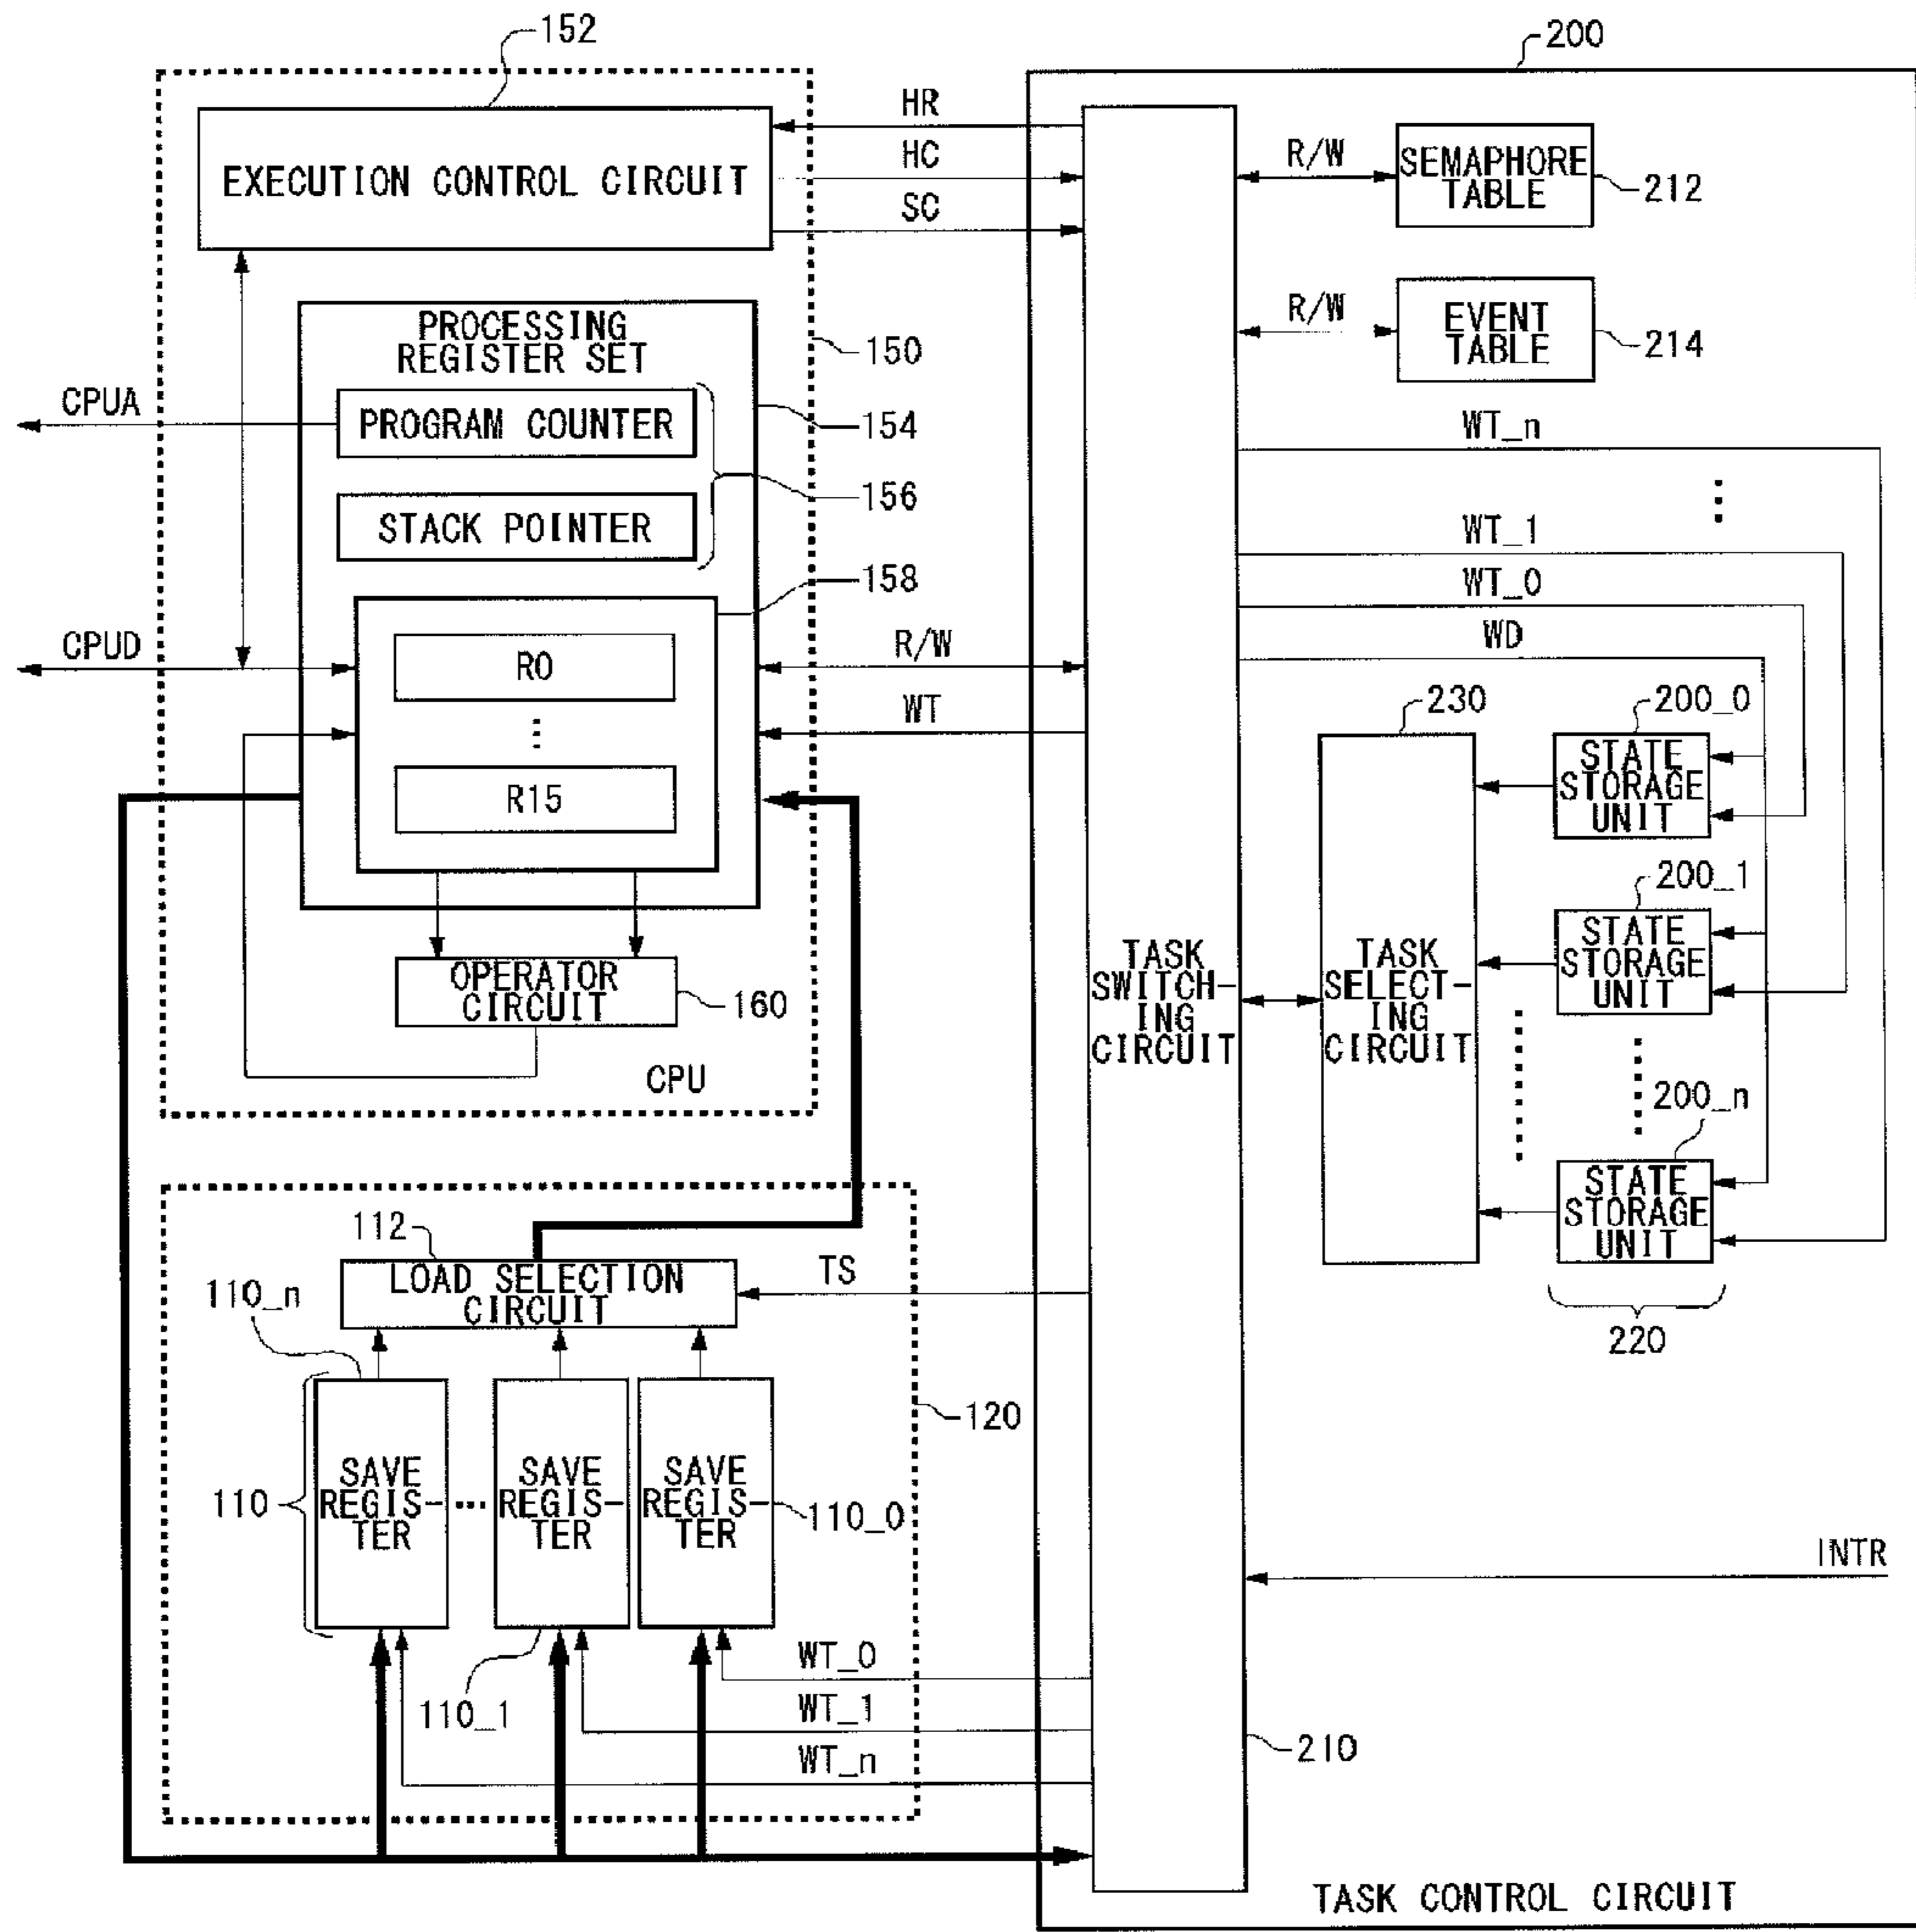 152
200
EXECUTION CONTROL CIRCUIT
HR
HC
SC
R/W
SEMAPHORE
TABLE
212
R/W
EVENT
TABLE
214
PROCESSING
REGISTER SET
150
CPUA
PROGRAM COUNTER
154
156
STACK POINTER
158
CPUD
R0
R15
R/W
WT
OPERATOR
CIRCUIT
160
CPU
WT_n
WT_1
WT_0
WD
230
200_0
STATE
STORAGE
UNIT
200_1
STATE
STORAGE
UNIT
200_n
STATE
STORAGE
UNIT
220
TASK
SWITCH-
ING
CIRCUIT
TASK
SELECT-
ING
CIRCUIT
112
LOAD SELECTION
CIRCUIT
TS
110_n
110
SAVE
REGIS-
TER
SAVE
REGIS-
TER
SAVE
REGIS-
TER
110_0
120
110_1
WT_0
WT_1
WT_n
INTR
210
TASK CONTROL CIRCUIT